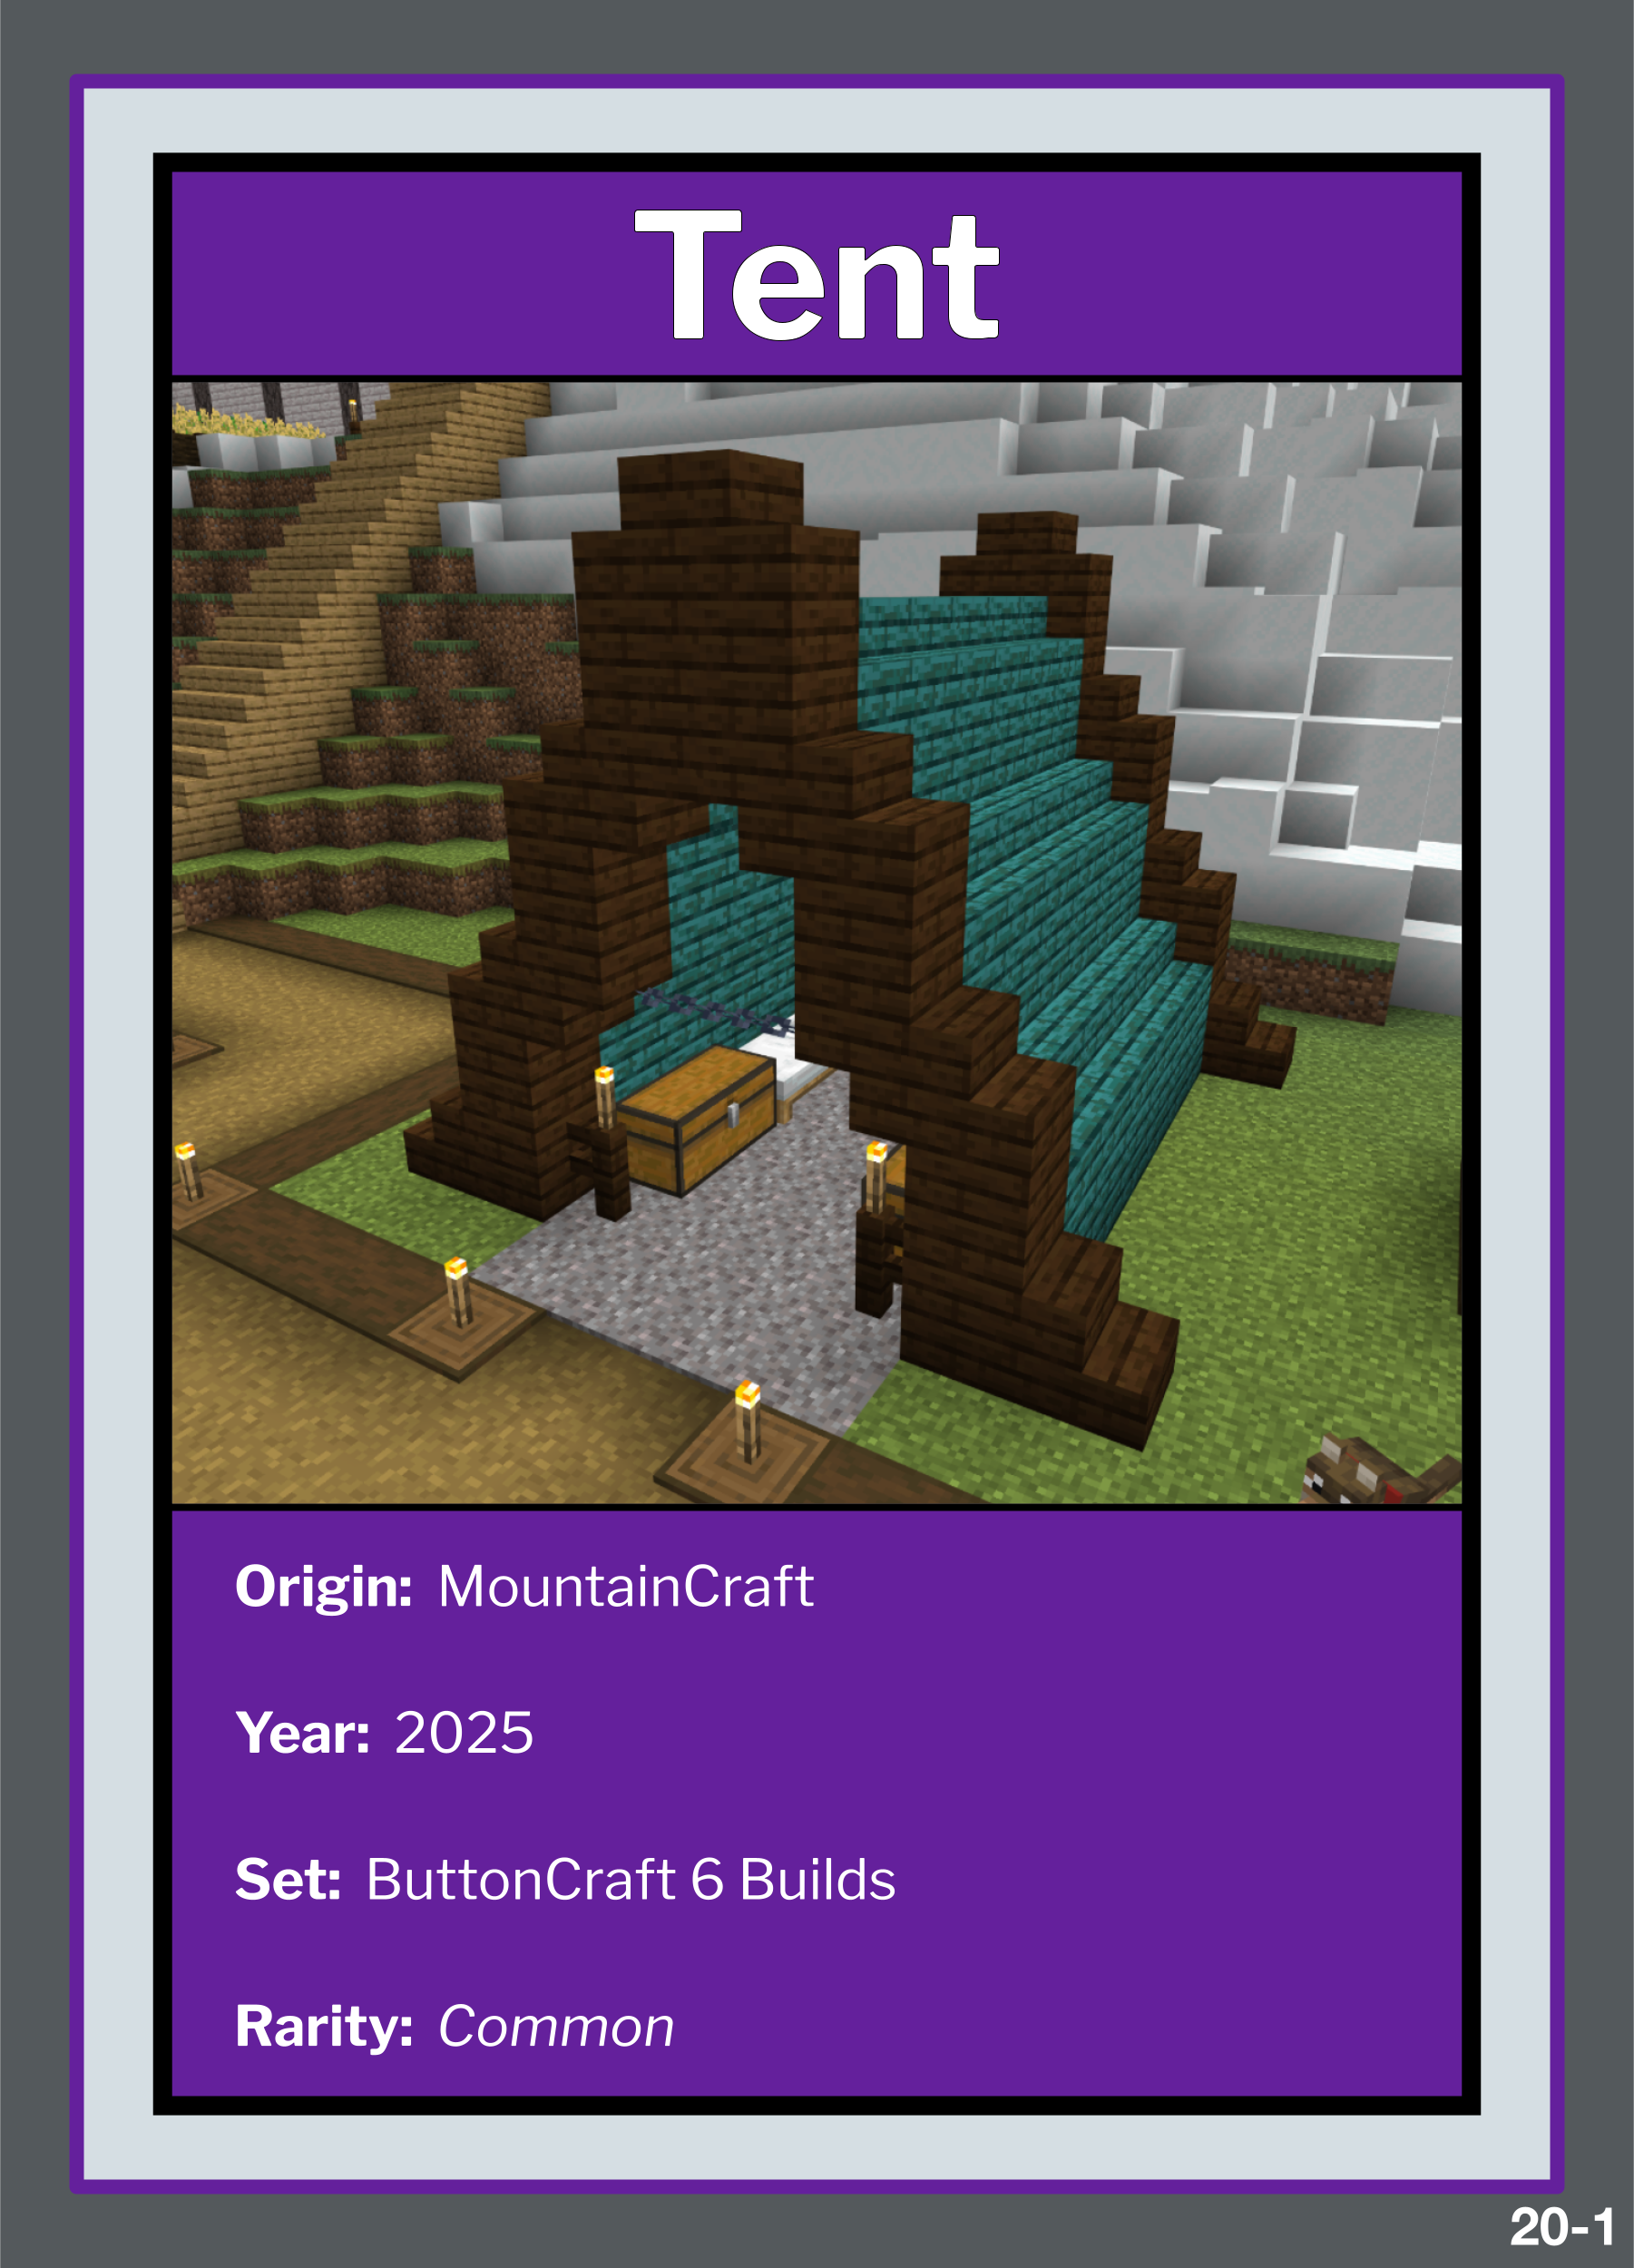 Tent
Origin: MountainCraft
Year: 2025
Set: ButtonCraft 6 Builds
Rarity: Common
20-1